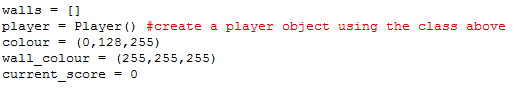 walls = []
player = Player() #create a player object using the class above
colour = (0,128,255)
wall_colour = (255,255,255)
current_score = 0